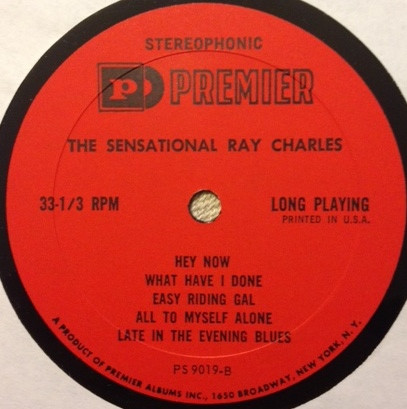 STEREOPHONIC
P PREMIER
THE SENSATIONAL RAY CHARLES
33-1/3 RPM
LONG PLAYING
PRINTED IN U.S.A.
HEY NOW
WHAT HAVE I DONE
EASY RIDING GAL
ALL TO MYSELF ALONE
LATE IN THE EVENING BLUES
PS 9019-B
A PRODUCT OF PREMIER ALBUMS INC., 1650 BROADWAY, NEW YORK, N. Y.